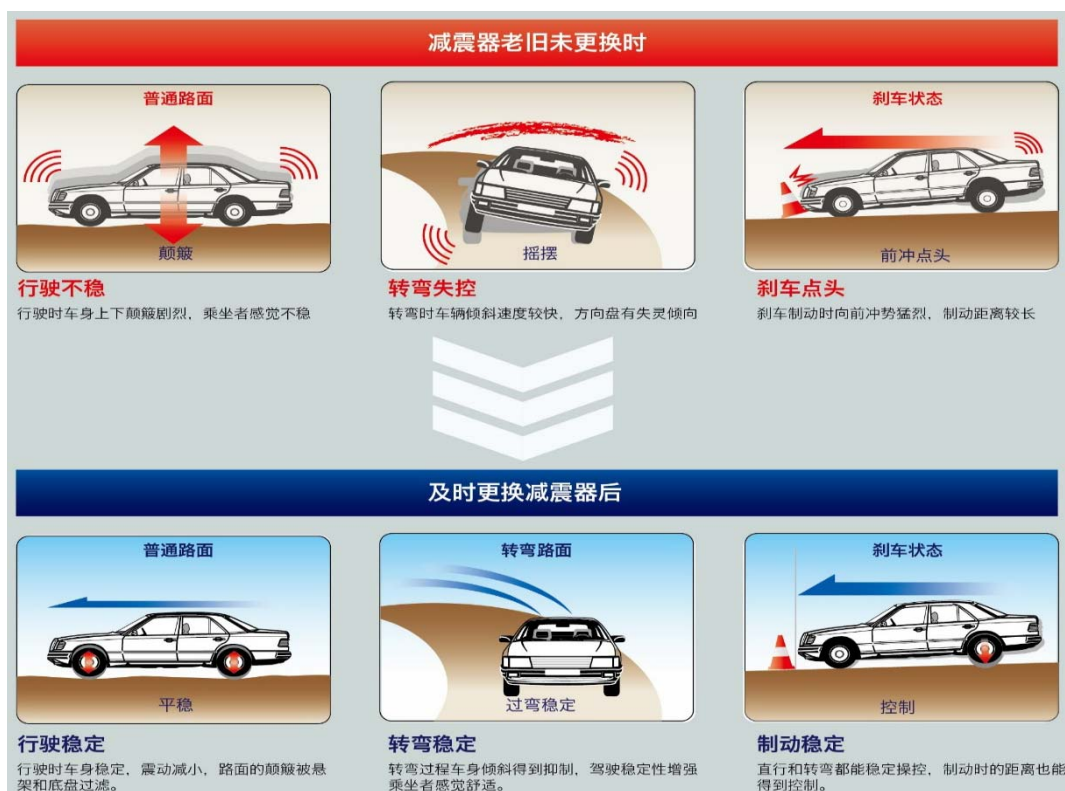 减震器老旧未更换时
普通路面
颠簸
摇摆
刹车状态
前冲点头
行驶不稳
行驶时车身上下颠簸剧烈，乘坐者感觉不稳
转弯失控
转弯时车辆倾斜速度较快，方向盘有失灵倾向
刹车点头
刹车制动时向前冲势猛烈，制动距离较长
及时更换减震器后
普通路面
平稳
转弯路面
过弯稳定
刹车状态
控制
行驶稳定
行驶时车身稳定，震动减小，路面的颠簸被悬
架和底盘过滤。
转弯稳定
转弯过程车身倾斜得到抑制，驾驶稳定性增强
乘坐者感觉舒适。
制动稳定
直行和转弯都能稳定操控，制动时的距离也能
得到控制。